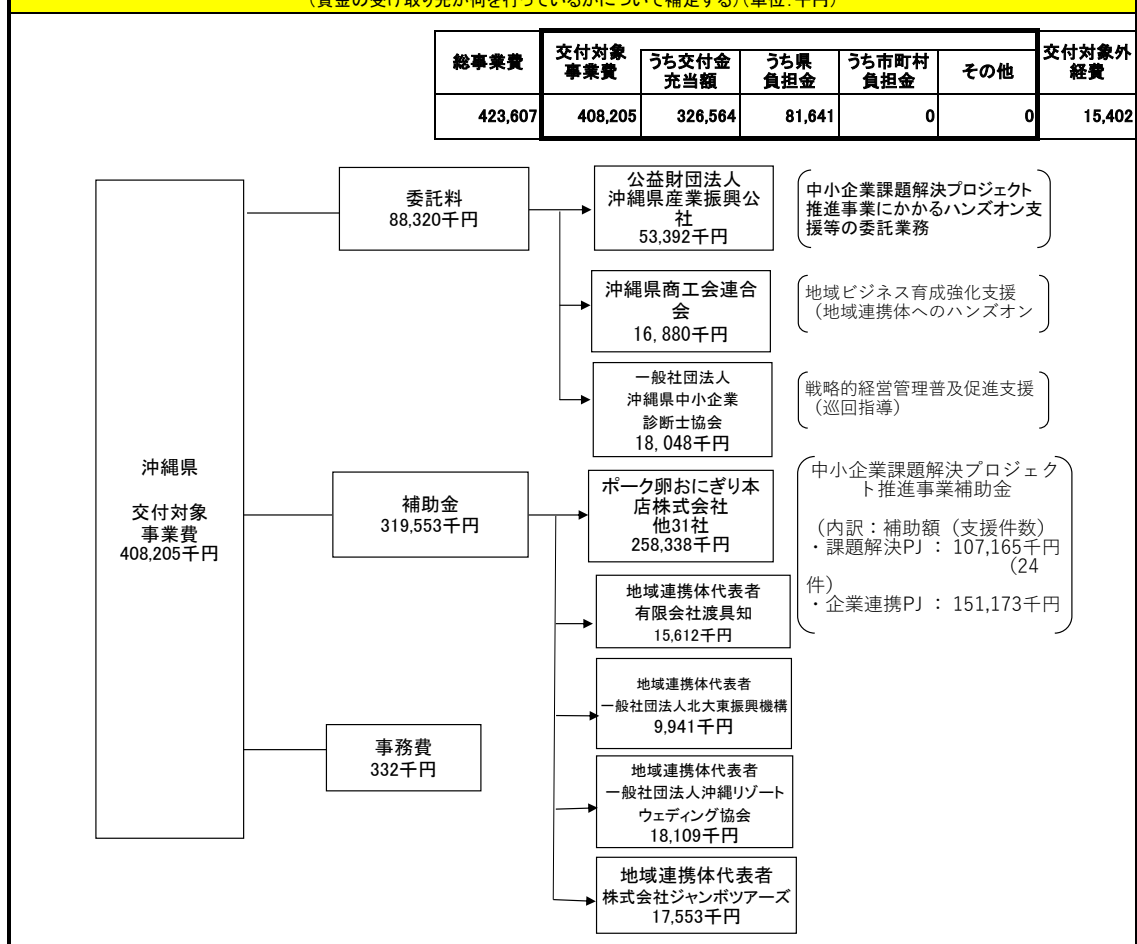 （資金の受け取り先が何を行っているかについて補足する）（単位：千円）
総事業費
交付対象
事業費
うち交付金
充当額
うち県
負担金
うち市町村
負担金
その他
交付対象外
経費
423,607
408,205
326,564
81,641
0
0
15,402
沖縄県
交付対象
事業費
408,205千円
委託料
88,320千円
公益財団法人
沖縄県産業振興公
社
53,392千円
中小企業課題解決プロジェクト
推進事業にかかるハンズオン支
援等の委託業務
沖縄県商工会連合
会
16,880千円
地域ビジネス育成強化支援
（地域連携体へのハンズオン
一般社団法人
沖縄県中小企業
診断士協会
18,048千円
戦略的経営管理普及促進支援
（巡回指導）
補助金
319,553千円
ポーク卵おにぎり本
店株式会社
他31社
258,338千円
中小企業課題解決プロジェク
ト推進事業補助金
（内訳：補助額（支援件数）
・課題解決PJ ： 107,165千円
（24
件）
・企業連携PJ ： 151,173千円
地域連携体代表者
有限会社渡具知
15,612千円
地域連携体代表者
一般社団法人北大東振興機構
9,941千円
事務費
332千円
地域連携体代表者
一般社団法人沖縄リゾート
ウェディング協会
18,109千円
地域連携体代表者
株式会社ジャンボツアーズ
17,553千円